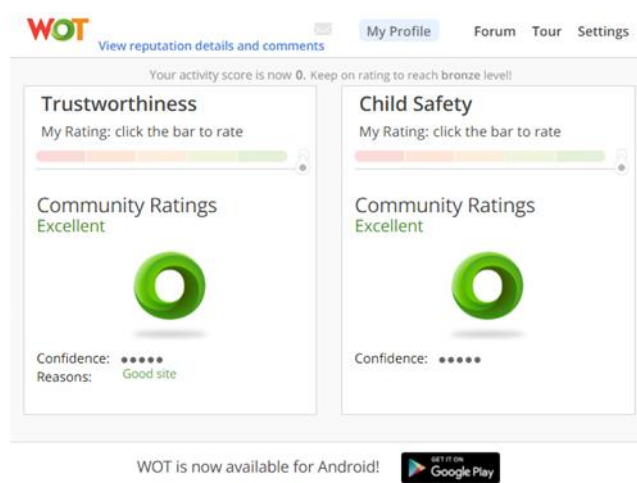 WOT
My Profile
Forum Tour Settings
View reputation details and comments
Your activity score is now 0. Keep on rating to reach bronze level!
Trustworthiness
My Rating: click the bar to rate
Community Ratings
Excellent
Confidence:
Reasons: Good site
Child Safety
My Rating: click the bar to rate
Community Ratings
Excellent
Confidence:
WOT is now available for Android!
GET IT ON
Google Play